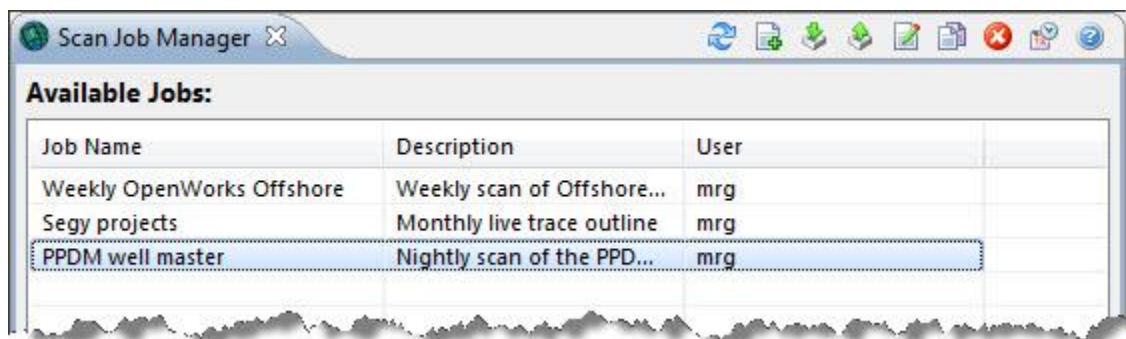 Scan Job Manager
Available Jobs:
Job Name Description User
Weekly OpenWorks Offshore Weekly scan of Offshore... mrg
Segy projects Monthly live trace outline mrg
PPDM well master Nightly scan of the PPD... mrg